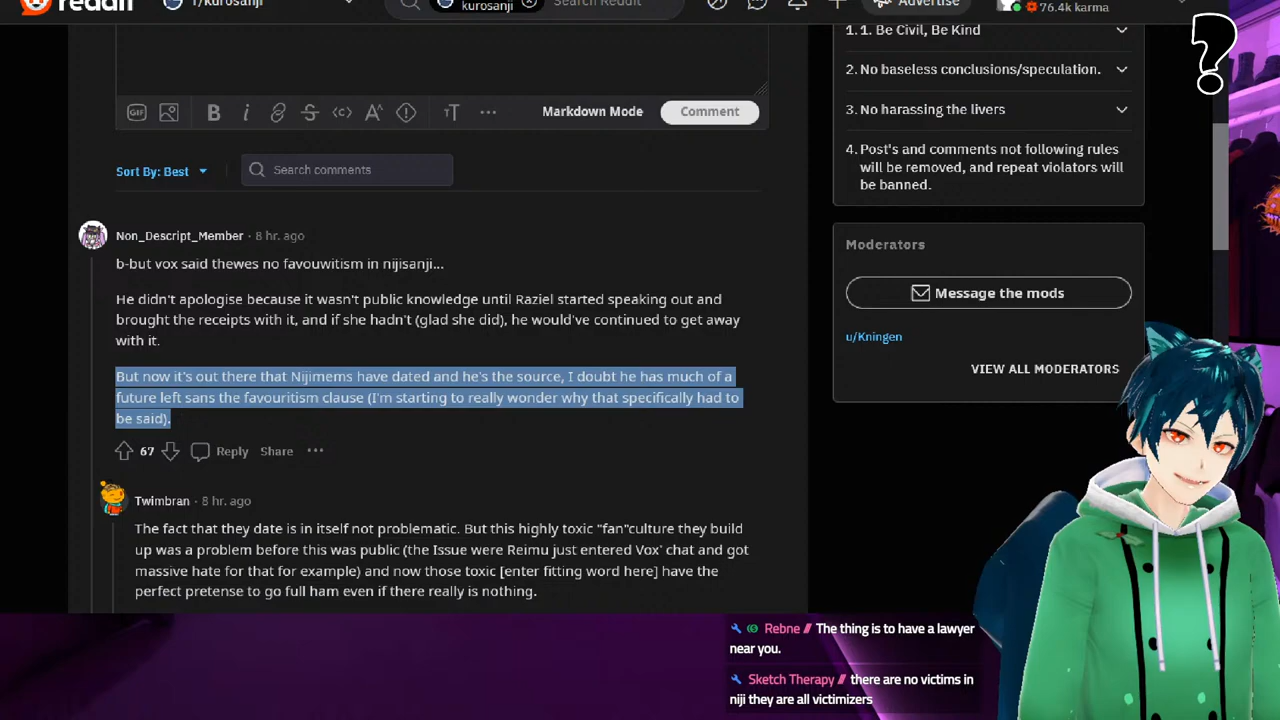 reddit
r/kurosanji
kurosanji
Search Reddit
Advertise
76.4k karma
?
1. 1. Be Civil, Be Kind
2. No baseless conclusions/speculation.
3. No harassing the livers
4. Post's and comments not following rules
will be removed, and repeat violators will
be banned.
GIF
B i
T
Markdown Mode
Comment
Sort By: Best
Search comments
Moderators
Message the mods
u/Kningen
VIEW ALL MODERATORS
Non_Descript_Member · 8 hr. ago
b-but vox said thewes no favouwitism in nijisanji...
He didn't apologise because it wasn't public knowledge until Raziel started speaking out and
brought the receipts with it, and if she hadn't (glad she did), he would've continued to get away
with it.
But now it's out there that Nijimems have dated and he's the source, I doubt he has much of a
future left sans the favouritism clause (I'm starting to really wonder why that specifically had to
be said).
67 Reply Share ...
Twimbran · 8 hr. ago
The fact that they date is in itself not problematic. But this highly toxic "fan"culture they build
up was a problem before this was public (the Issue were Reimu just entered Vox' chat and got
massive hate for that for example) and now those toxic [enter fitting word here] have the
perfect pretense to go full ham even if there really is nothing.
Rebne // The thing is to have a lawyer
near you.
Sketch Therapy // there are no victims in
niji they are all victimizers